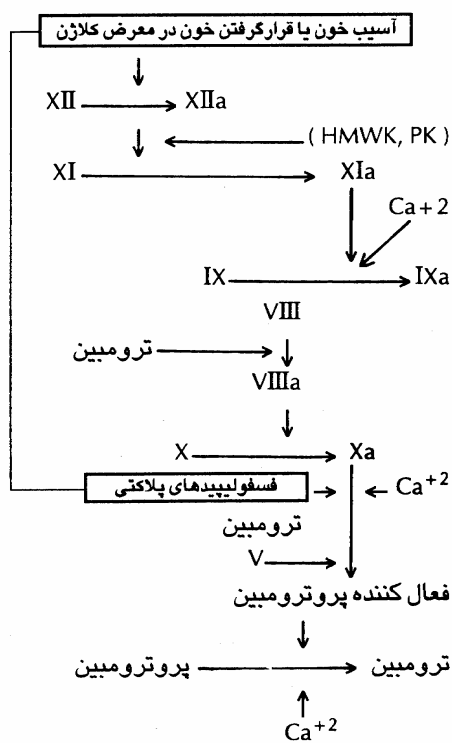 آسیب خون یا قرارگرفتن خون در معرض کلاژن
XII XIIa
( HMWK, PK )
XI XIa
Ca+2
IX IXa
VIII
ترومبین
VIIIa
X Xa
فسفولیپیدهای پلاکتی Ca+2
ترومبین
V
فعال کننده پروترومبین
پروترومبین ترومبین
Ca+2